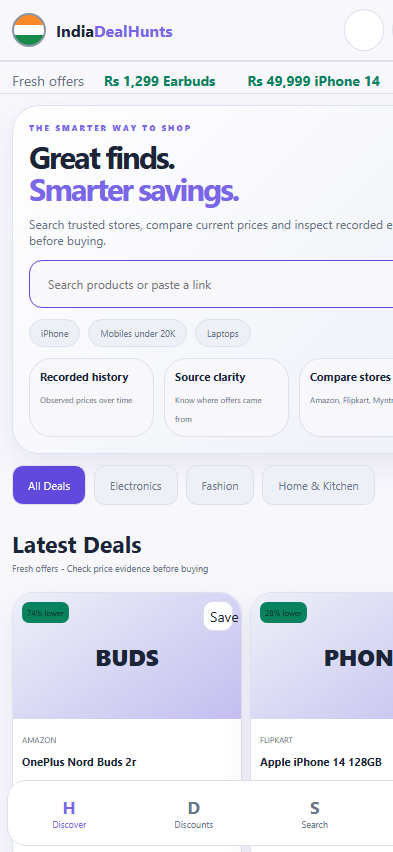 IndiaDealHunts
Fresh offers Rs 1,299 Earbuds Rs 49,999 iPhone 14
THE SMARTER WAY TO SHOP
Great finds.
Smarter savings.
Search trusted stores, compare current prices and inspect recorded
before buying.
Search products or paste a link
iPhone Mobiles under 20K Laptops
Recorded history Source clarity Compare stores
Observed prices over time Know where offers came Amazon, Flipkart,
from
All Deals Electronics Fashion Home & Kitchen
Latest Deals
Fresh offers - Check price evidence before buying
74% lower Save 28% lower
BUDS PHON
AMAZON FLIPKART
OnePlus Nord Buds 2r Apple iPhone 14 128GB
H D S
Discover Discounts Search